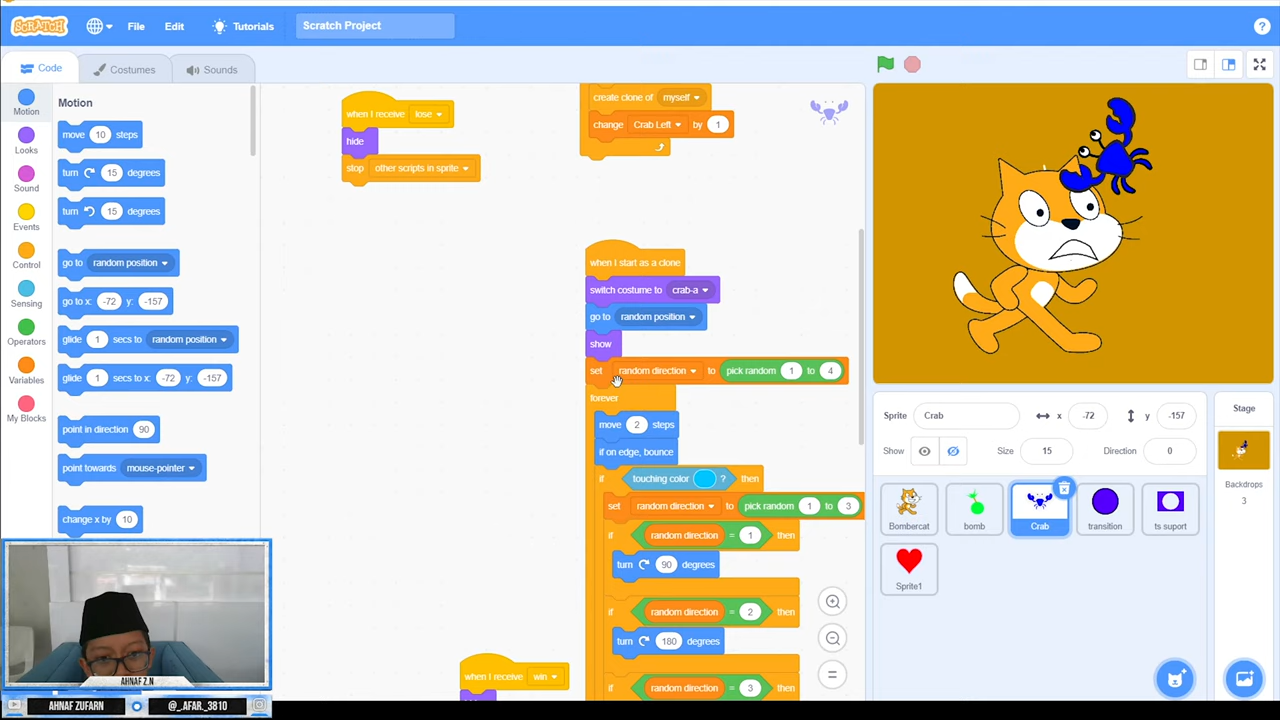 SCRATCH
File
Edit
Tutorials
Scratch Project
?
Code
Costumes
Sounds
Motion
Looks
Sound
Events
Control
Sensing
Operators
Variables
My Blocks
Motion
move 10 steps
turn 15 degrees
turn 15 degrees
go to random position
go to x: -72 y: -157
glide 1 secs to random position
glide 1 secs to x: -72 y: -157
point in direction 90
point towards mouse-pointer
change x by 10
when I receive lose
hide
stop other scripts in sprite
create clone of myself
change Crab Left by 1
when I start as a clone
switch costume to crab-a
go to random position
show
set random direction to pick random 1 to 4
forever
move 2 steps
if on edge, bounce
if touching color ? then
set random direction to pick random 1 to 3
if random direction = 1 then
turn 90 degrees
if random direction = 2 then
turn 180 degrees
if random direction = 3 then
when I receive win
Sprite Crab x -72 y -157
Show Size 15 Direction 0
Bombercat
bomb
Crab
transition
ts suport
Sprite1
Stage
Backdrops
3
AHNAF Z.N
AHNAF ZUFARN
@_AFAR_3810